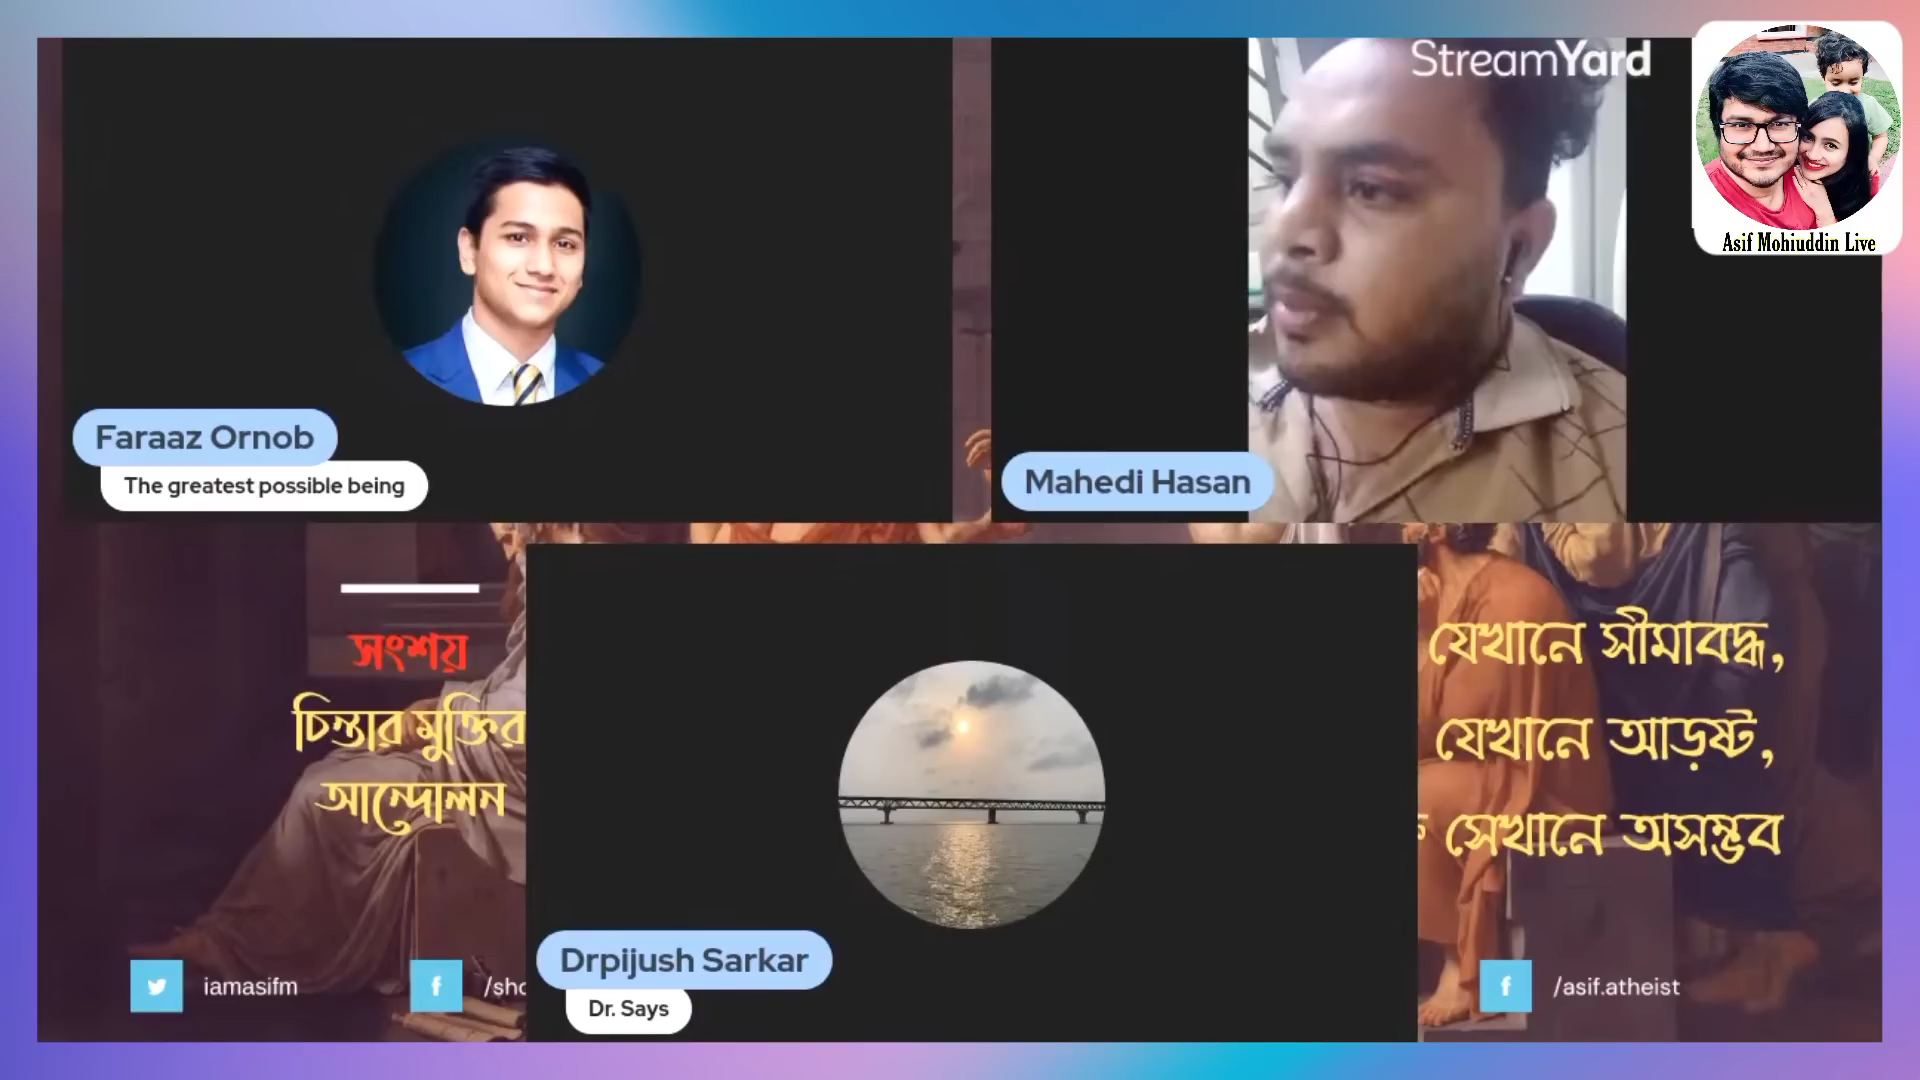 StreamYard
Asif Mohiuddin Live
Faraaz Ornob
The greatest possible being
Mahedi Hasan
সংশয়
চিন্তার মুক্তির
আন্দোলন
যেখানে সীমাবদ্ধ,
যেখানে আড়ষ্ট,
সেখানে অসম্ভব
Drpijush Sarkar
Dr. Says
iamasifm
/asif.atheist